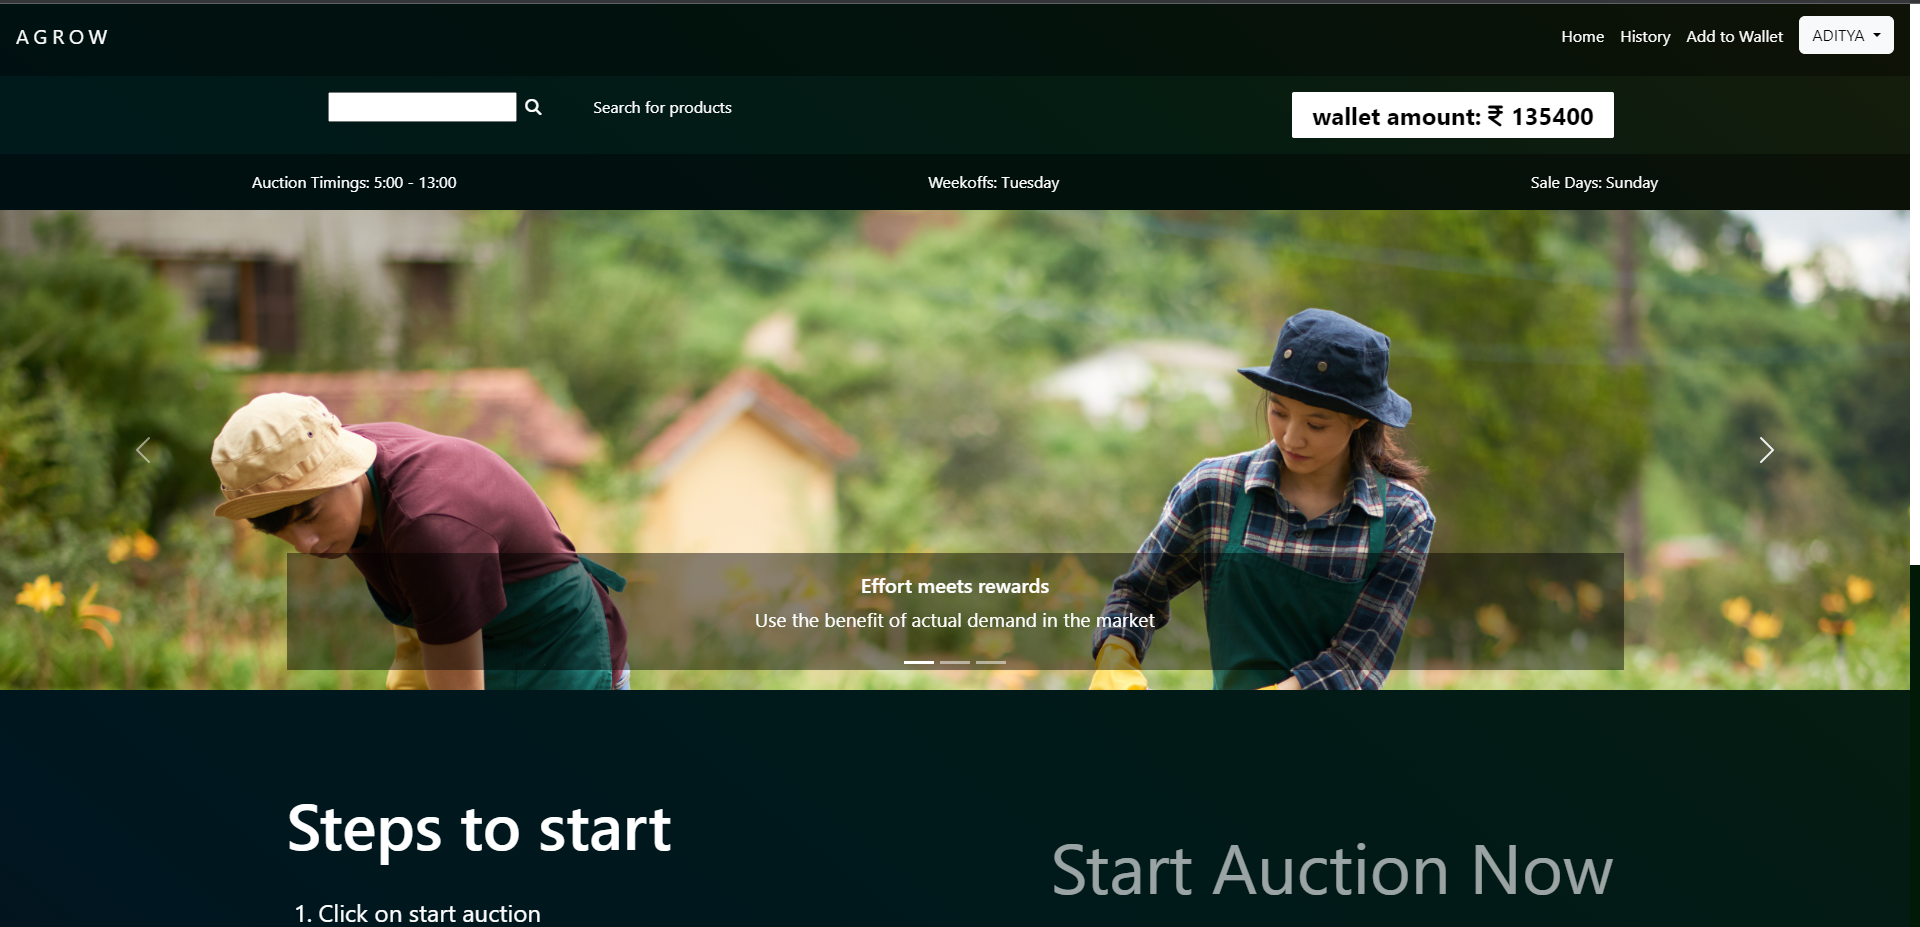 AGROW
Home History Add to Wallet ADITYA
Search for products
wallet amount: ₹ 135400
Auction Timings: 5:00 - 13:00
Weekoffs: Tuesday
Sale Days: Sunday
Effort meets rewards
Use the benefit of actual demand in the market
Steps to start
Start Auction Now
1. Click on start auction